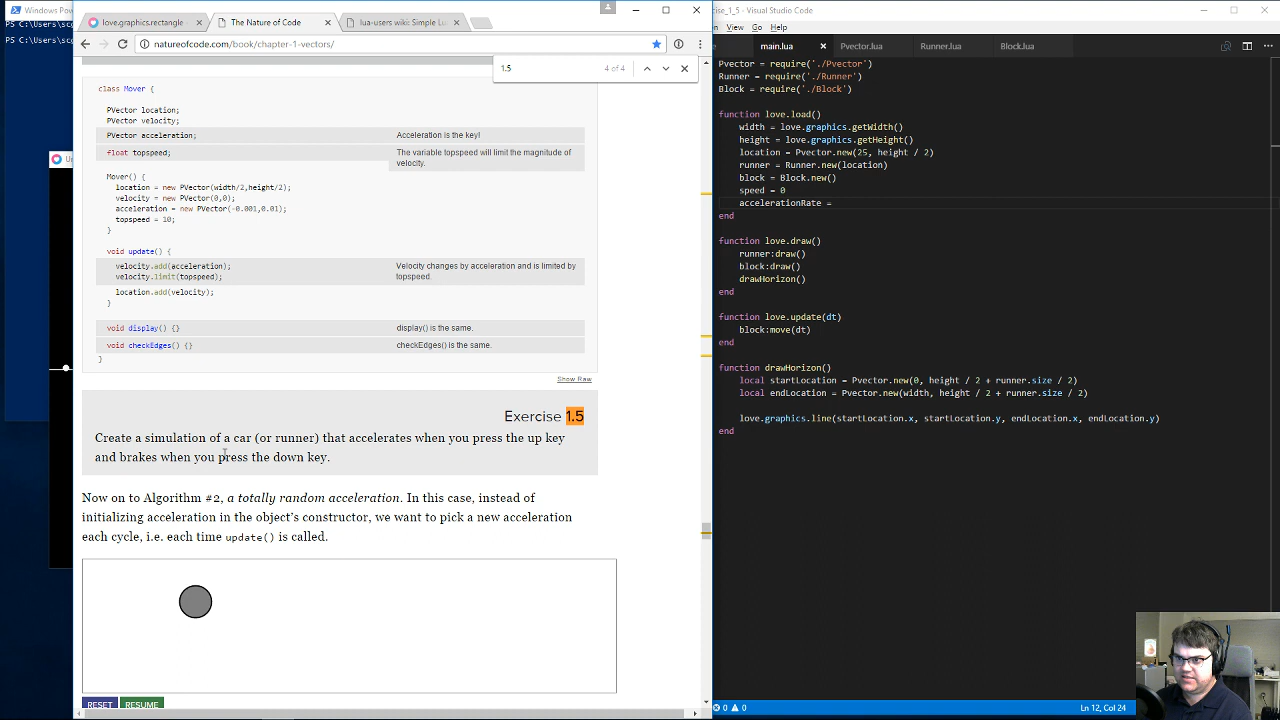 Windows Pow
PS C:\Users\scg
PS C:\Users\scg
love.graphics.rectangle
The Nature of Code
lua-users wiki: Simple Lu
natureofcode.com/book/chapter-1-vectors/
1.5
4 of 4
class Mover {
PVector location;
PVector velocity;
PVector acceleration;
Acceleration is the key!
float topspeed;
The variable topspeed will limit the magnitude of
velocity.
Mover() {
location = new PVector(width/2,height/2);
velocity = new PVector(0,0);
acceleration = new PVector(-0.001,0.01);
topspeed = 10;
}
void update() {
velocity.add(acceleration);
Velocity changes by acceleration and is limited by
velocity.limit(topspeed);
topspeed.
location.add(velocity);
}
void display() {}
display() is the same.
void checkEdges() {}
checkEdges() is the same.
}
Show Raw
Exercise 1.5
Create a simulation of a car (or runner) that accelerates when you press the up key
and brakes when you press the down key.
Now on to Algorithm #2, a totally random acceleration. In this case, instead of
initializing acceleration in the object's constructor, we want to pick a new acceleration
each cycle, i.e. each time update() is called.
RESET
RESUME
e_1_5 - Visual Studio Code
View Go Help
main.lua
Pvector.lua
Runner.lua
Block.lua
Pvector = require('./Pvector')
Runner = require('./Runner')
Block = require('./Block')
function love.load()
width = love.graphics.getWidth()
height = love.graphics.getHeight()
location = Pvector.new(25, height / 2)
runner = Runner.new(location)
block = Block.new()
speed = 0
accelerationRate =
end
function love.draw()
runner:draw()
block:draw()
drawHorizon()
end
function love.update(dt)
block:move(dt)
end
function drawHorizon()
local startLocation = Pvector.new(0, height / 2 + runner.size / 2)
local endLocation = Pvector.new(width, height / 2 + runner.size / 2)
love.graphics.line(startLocation.x, startLocation.y, endLocation.x, endLocation.y)
end
0 0
Ln 12, Col 24